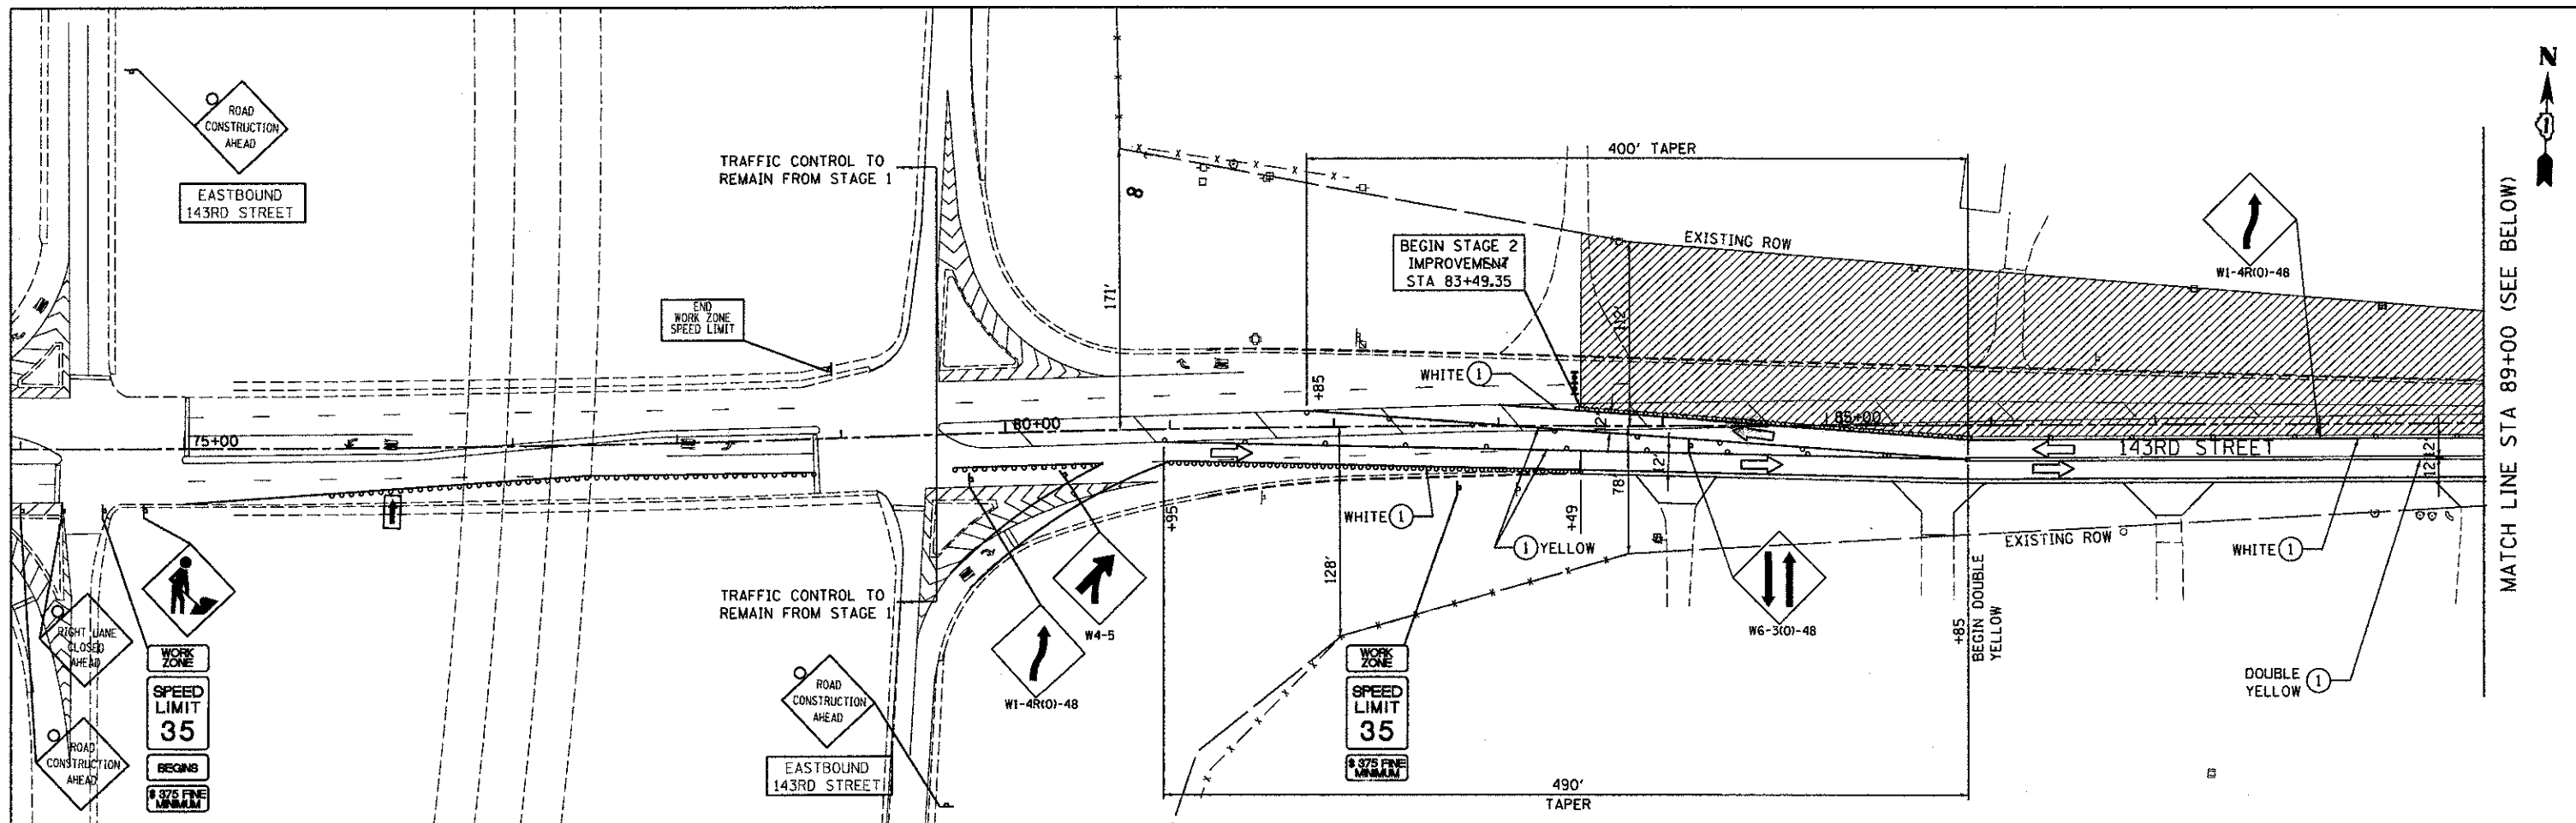 ROAD
CONSTRUCTION
AHEAD
EASTBOUND
143RD STREET
TRAFFIC CONTROL TO
REMAIN FROM STAGE 1
END
WORK ZONE
SPEED LIMIT
171'
8
400' TAPER
BEGIN STAGE 2
IMPROVEMENT
STA 83+49.35
EXISTING ROW
112'
W1-4R(O)-48
N
MATCH LINE STA 89+00 (SEE BELOW)
+85
WHITE 1
75+00
80+00
85+00
12'
12'
143RD STREET
12'
12'
78'
+95
+49
WHITE 1
1 YELLOW
128'
EXISTING ROW
WHITE 1
RIGHT LANE
CLOSED
AHEAD
ROAD
CONSTRUCTION
AHEAD
WORK
ZONE
SPEED
LIMIT
35
BEGINS
$375 FINE
MINIMUM
TRAFFIC CONTROL TO
REMAIN FROM STAGE 1
W4-5
W1-4R(O)-48
ROAD
CONSTRUCTION
AHEAD
EASTBOUND
143RD STREET
WORK
ZONE
SPEED
LIMIT
35
$375 FINE
MINIMUM
W6-3(O)-48
+85
BEGIN DOUBLE
YELLOW
DOUBLE
YELLOW 1
490'
TAPER